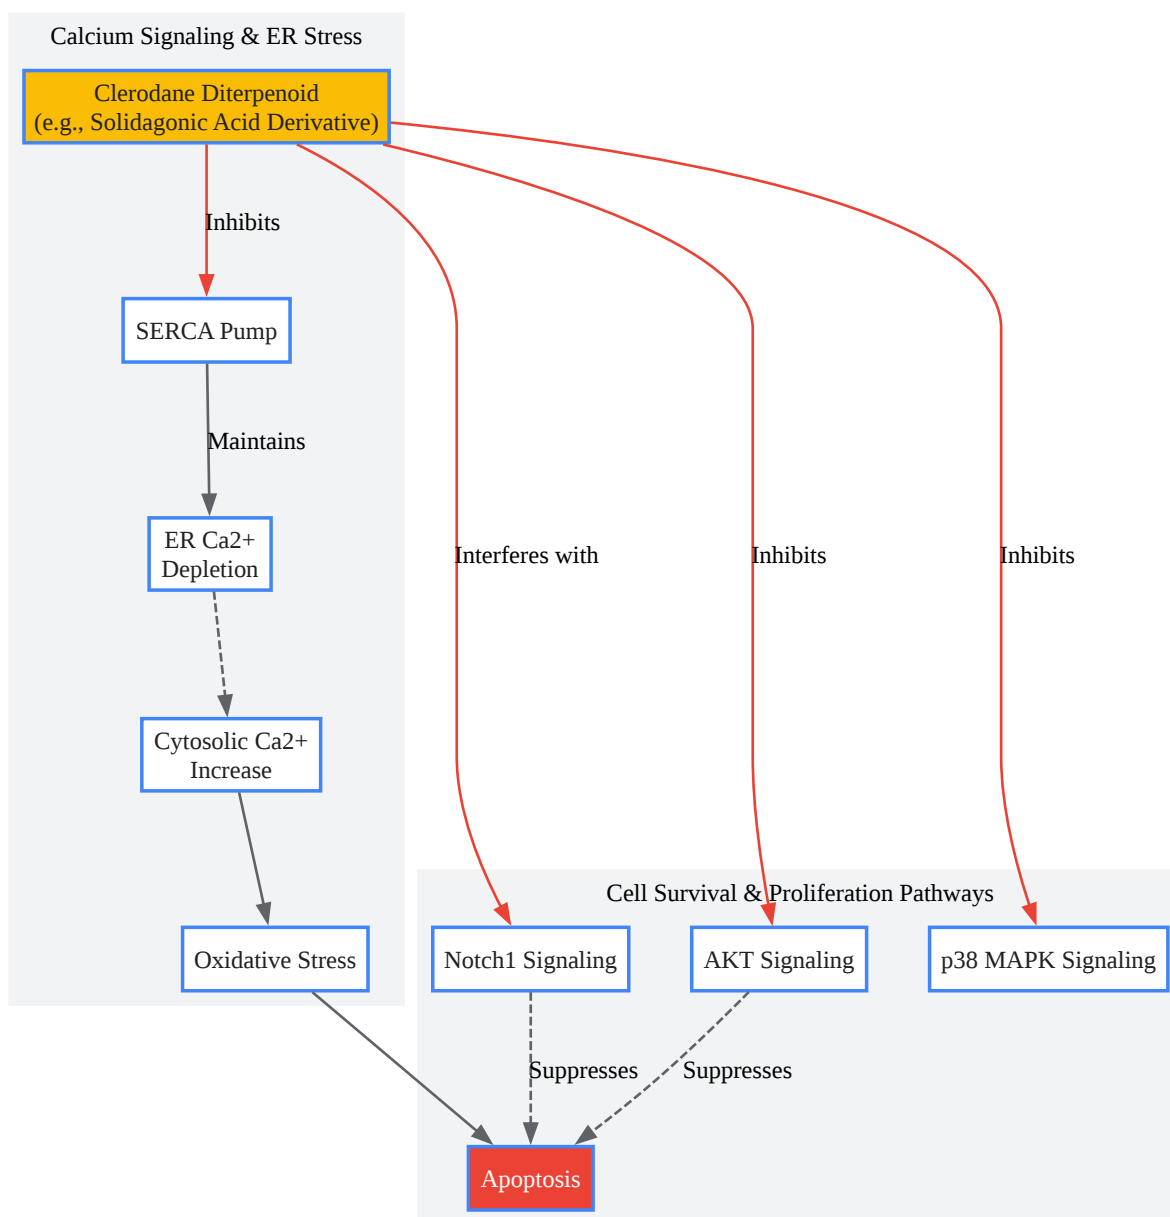 Calcium Signaling & ER Stress
Clerodane Diterpenoid
(e.g., Solidagonic Acid Derivative)
Inhibits
SERCA Pump
Maintains
ER Ca2+
Depletion
Interferes with
Inhibits
Inhibits
Cytosolic Ca2+
Increase
Cell Survival & Proliferation Pathways
Oxidative Stress
Notch1 Signaling
AKT Signaling
p38 MAPK Signaling
Suppresses
Suppresses
Apoptosis